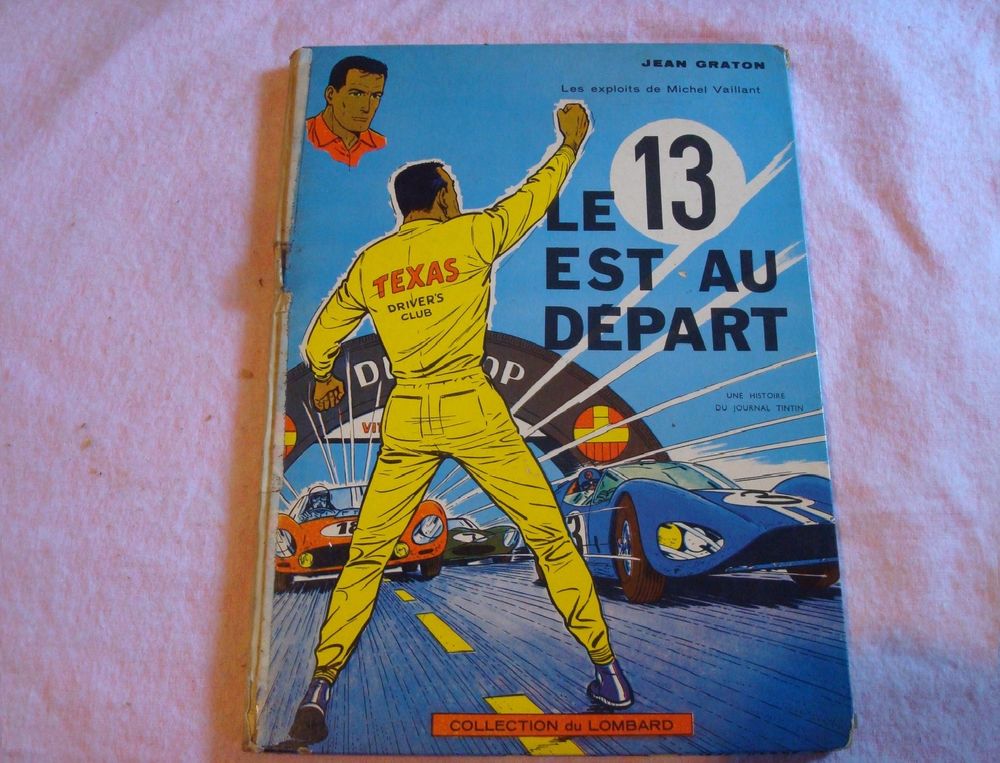 JEAN GRATON
Les exploits de Michel Vaillant
LE 13
EST AU
DÉPART
TEXAS
DRIVER'S
CLUB
UNE HISTOIRE
DU JOURNAL TINTIN
18
COLLECTION du LOMBARD